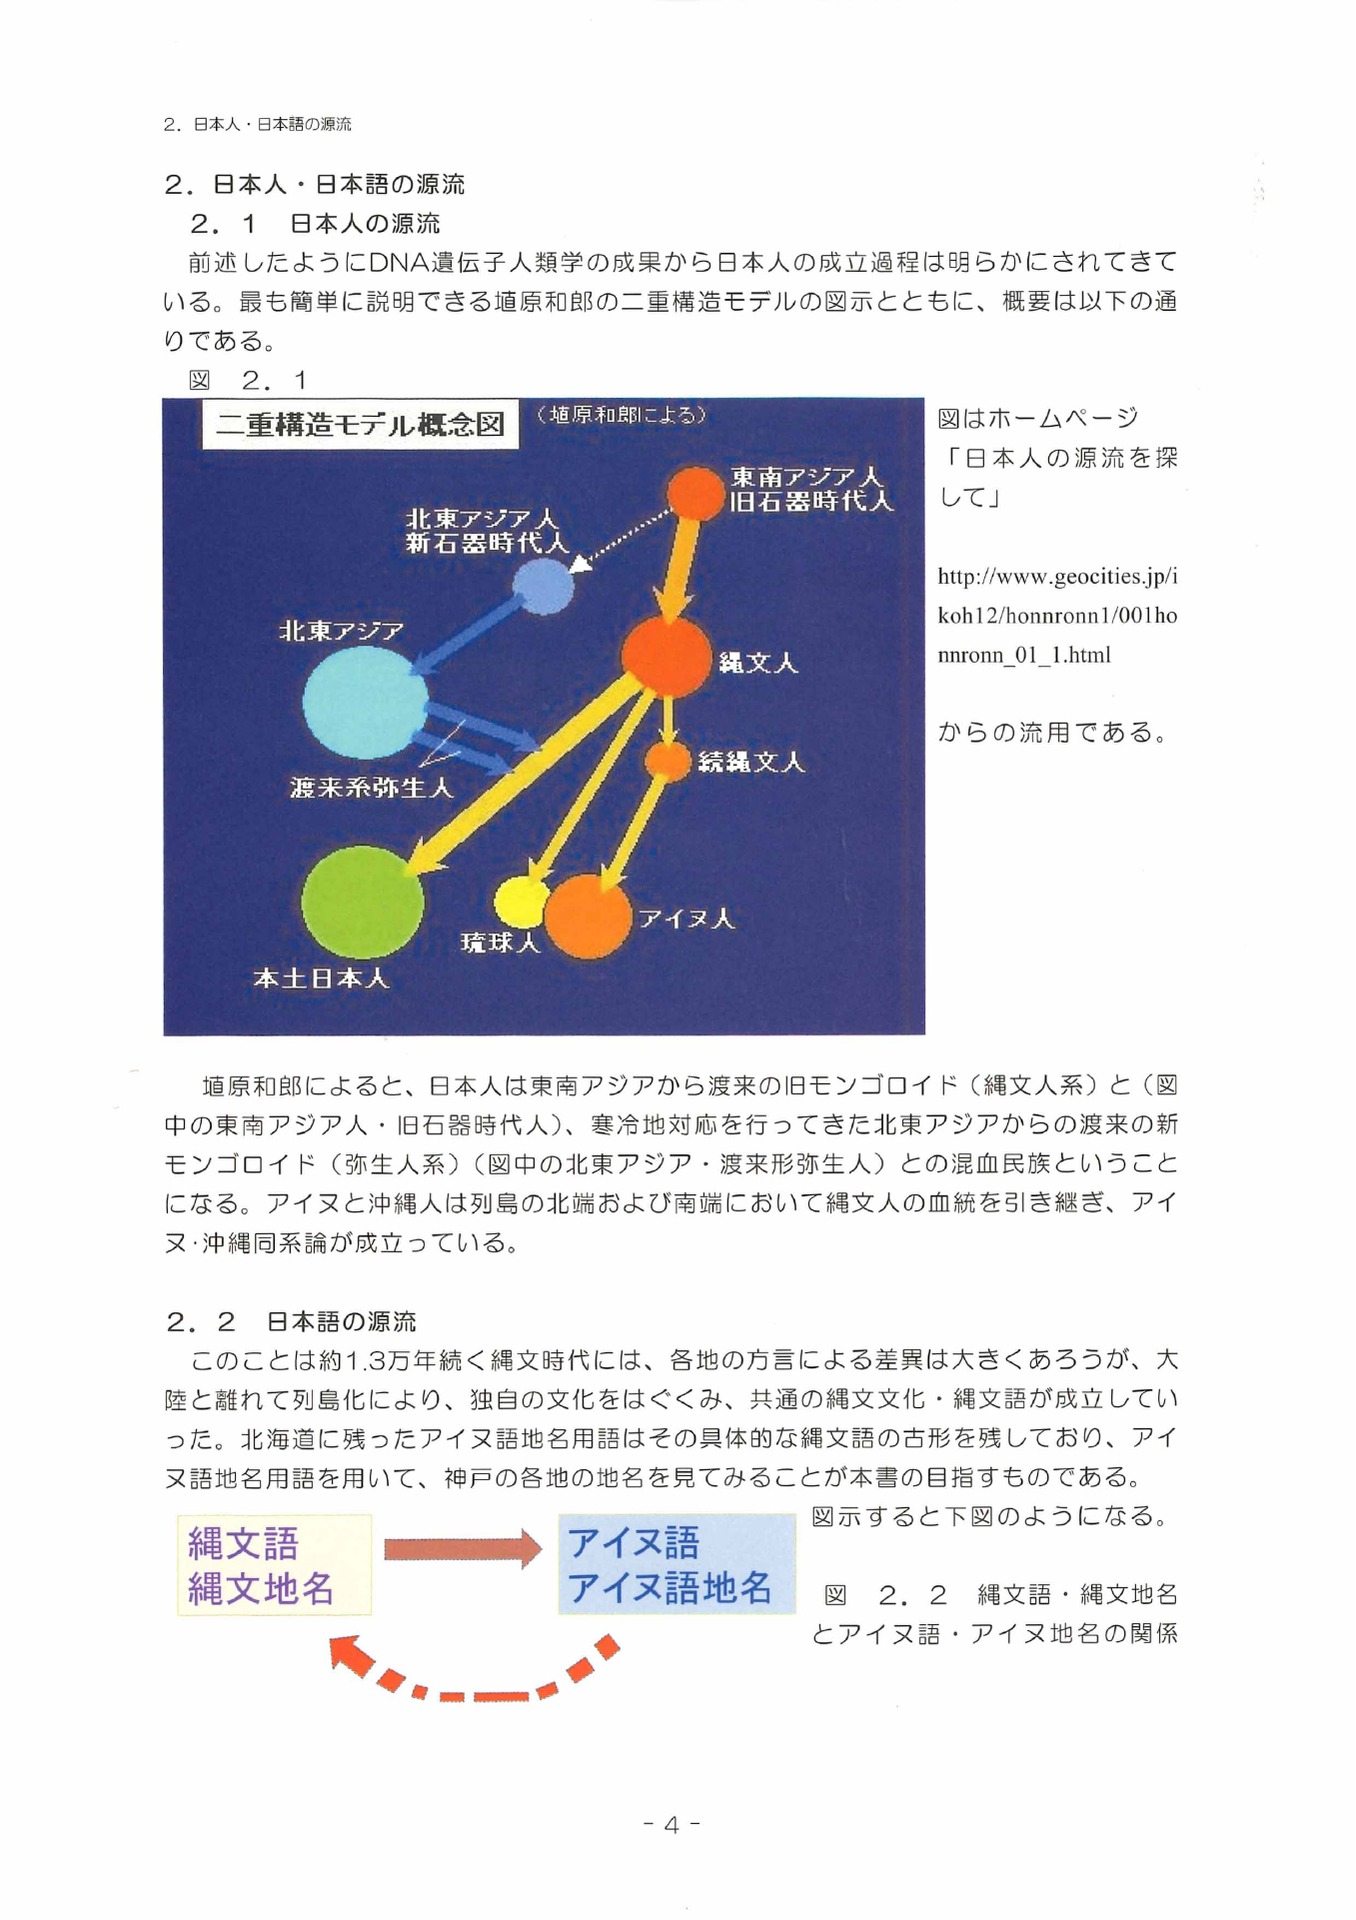 2．日本人・日本語の源流
2．日本人・日本語の源流
2．1　日本人の源流
前述したようにDNA遺伝子人類学の成果から日本人の成立過程は明らかにされてきて
いる。最も簡単に説明できる埴原和郎の二重構造モデルの図示とともに、概要は以下の通
りである。
図　2．1
二重構造モデル概念図
（埴原和郎による）
東南アジア人
旧石器時代人
北東アジア人
新石器時代人
北東アジア
縄文人
続縄文人
渡来系弥生人
アイヌ人
琉球人
本土日本人
図はホームページ
「日本人の源流を探
して」
http://www.geocities.jp/i
koh12/honnronn1/001ho
nnronn_01_1.html
からの流用である。
埴原和郎によると、日本人は東南アジアから渡来の旧モンゴロイド（縄文人系）と（図
中の東南アジア人・旧石器時代人）、寒冷地対応を行ってきた北東アジアからの渡来の新
モンゴロイド（弥生人系）（図中の北東アジア・渡来形弥生人）との混血民族ということ
になる。アイヌと沖縄人は列島の北端および南端において縄文人の血統を引き継ぎ、アイ
ヌ・沖縄同系論が成立っている。
2．2　日本語の源流
このことは約1.3万年続く縄文時代には、各地の方言による差異は大きくあろうが、大
陸と離れて列島化により、独自の文化をはぐくみ、共通の縄文文化・縄文語が成立してい
った。北海道に残ったアイヌ語地名用語はその具体的な縄文語の古形を残しており、アイ
ヌ語地名用語を用いて、神戸の各地の地名を見てみることが本書の目指すものである。
図示すると下図のようになる。
縄文語
縄文地名
アイヌ語
アイヌ語地名
図　2．2　縄文語・縄文地名
とアイヌ語・アイヌ地名の関係
- 4 -